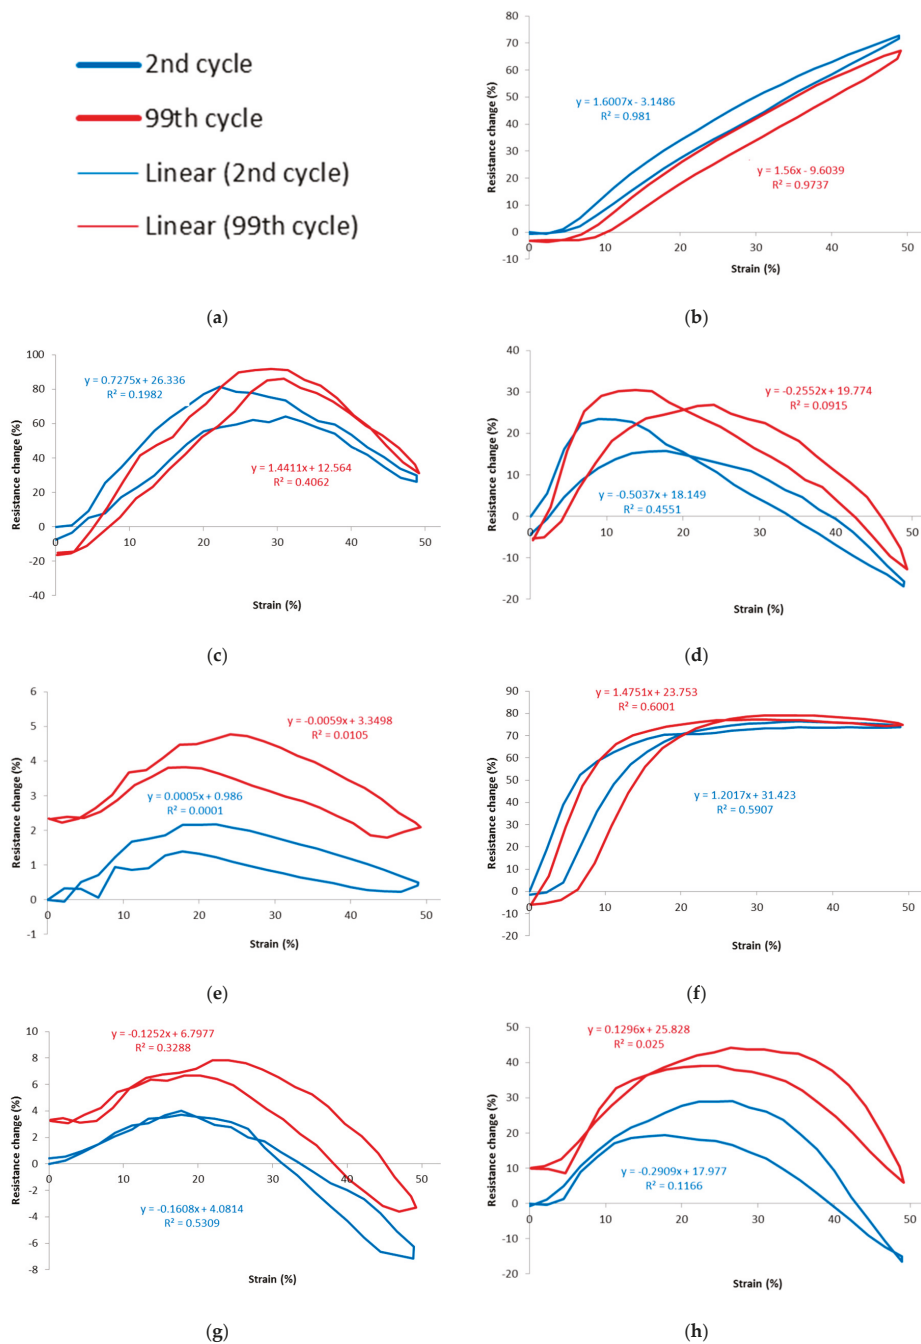 2nd cycle
99th cycle
Linear (2nd cycle)
Linear (99th cycle)
(a)
80
70
60
50
40
30
20
10
0
-10
Resistance change (%)
y = 1.6007x - 3.1486
R² = 0.981
y = 1.56x - 9.6039
R² = 0.9737
0 10 20 30 40 50
Strain (%)
(b)
100
80
60
40
20
0
-20
-40
Resistance change (%)
y = 0.7275x + 26.336
R² = 0.1982
y = 1.4411x + 12.564
R² = 0.4062
0 10 20 30 40 50
Strain (%)
(c)
40
30
20
10
0
-10
-20
Resistance change (%)
y = -0.2552x + 19.774
R² = 0.0915
y = -0.5037x + 18.149
R² = 0.4551
0 10 20 30 40 50
Strain (%)
(d)
6
5
4
3
2
1
0
-1
Resistance change (%)
y = -0.0059x + 3.3498
R² = 0.0105
y = 0.0005x + 0.986
R² = 0.0001
0 10 20 30 40 50
Strain (%)
(e)
90
80
70
60
50
40
30
20
10
0
-10
-20
Resistance change (%)
y = 1.4751x + 23.753
R² = 0.6001
y = 1.2017x + 31.423
R² = 0.5907
0 10 20 30 40 50
Strain (%)
(f)
10
8
6
4
2
0
-2
-4
-6
-8
Resistance change (%)
y = -0.1252x + 6.7977
R² = 0.3288
y = -0.1608x + 4.0814
R² = 0.5309
0 10 20 30 40 50
Strain (%)
(g)
50
40
30
20
10
0
-10
-20
Resistance change (%)
y = 0.1296x + 25.828
R² = 0.025
y = -0.2909x + 17.977
R² = 0.1166
0 10 20 30 40 50
Strain (%)
(h)